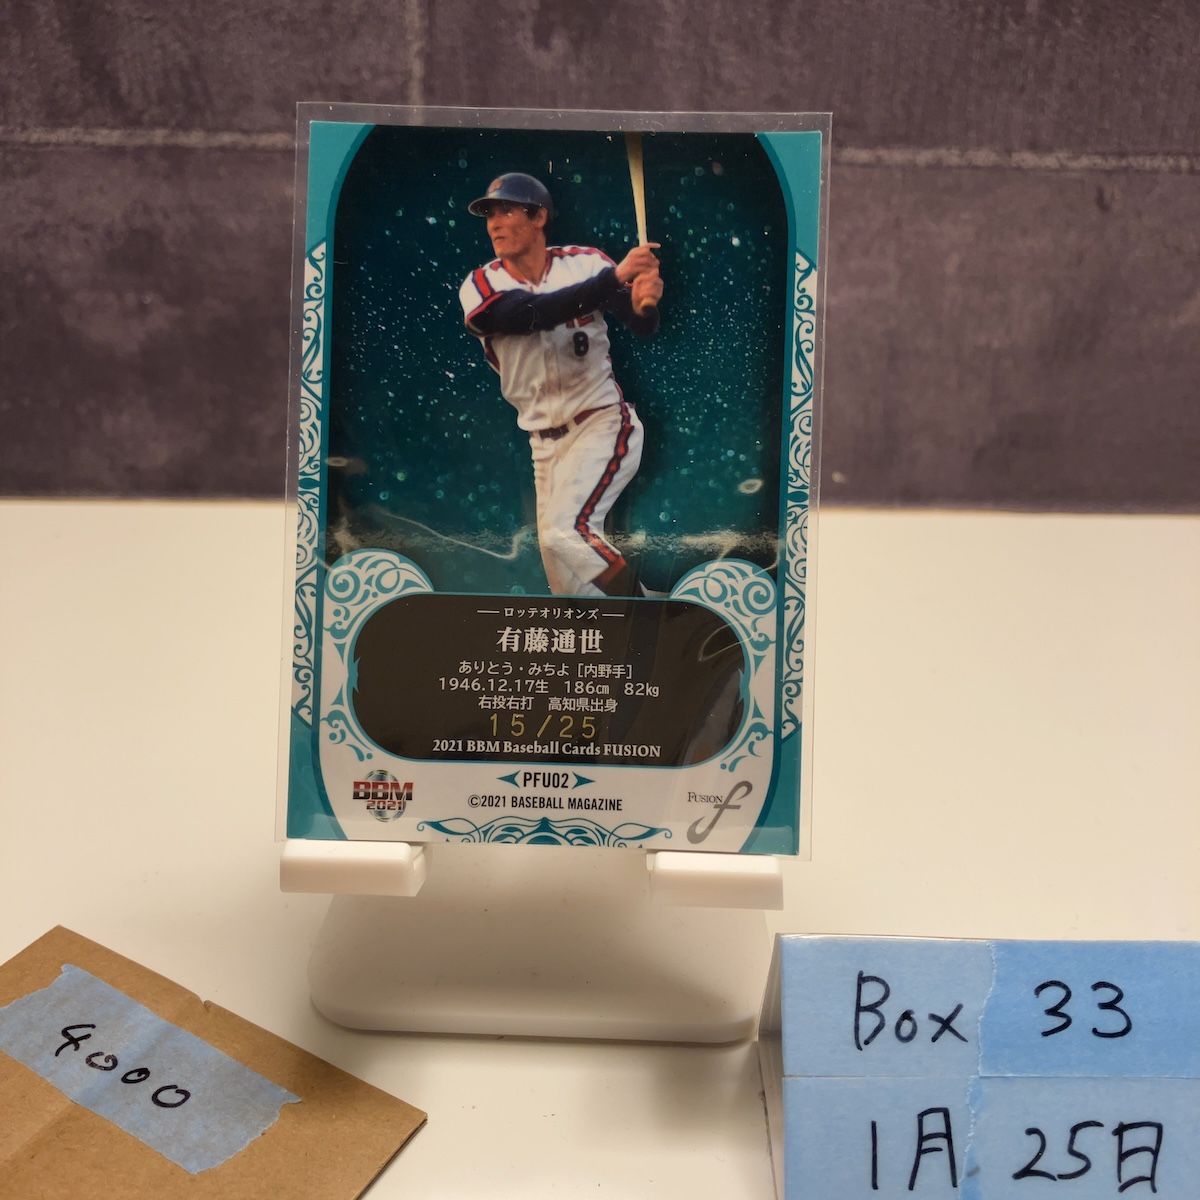 8
ロッテオリオンズ
有藤通世
ありとう・みちよ [内野手]
1946.12.17生 186㎝ 82㎏
右投右打 高知県出身
15/25
2021 BBM Baseball Cards FUSION
PFU02
©2021 BASEBALL MAGAZINE
BBM
2021
FUSION f
4000
Box 33
1月 25日